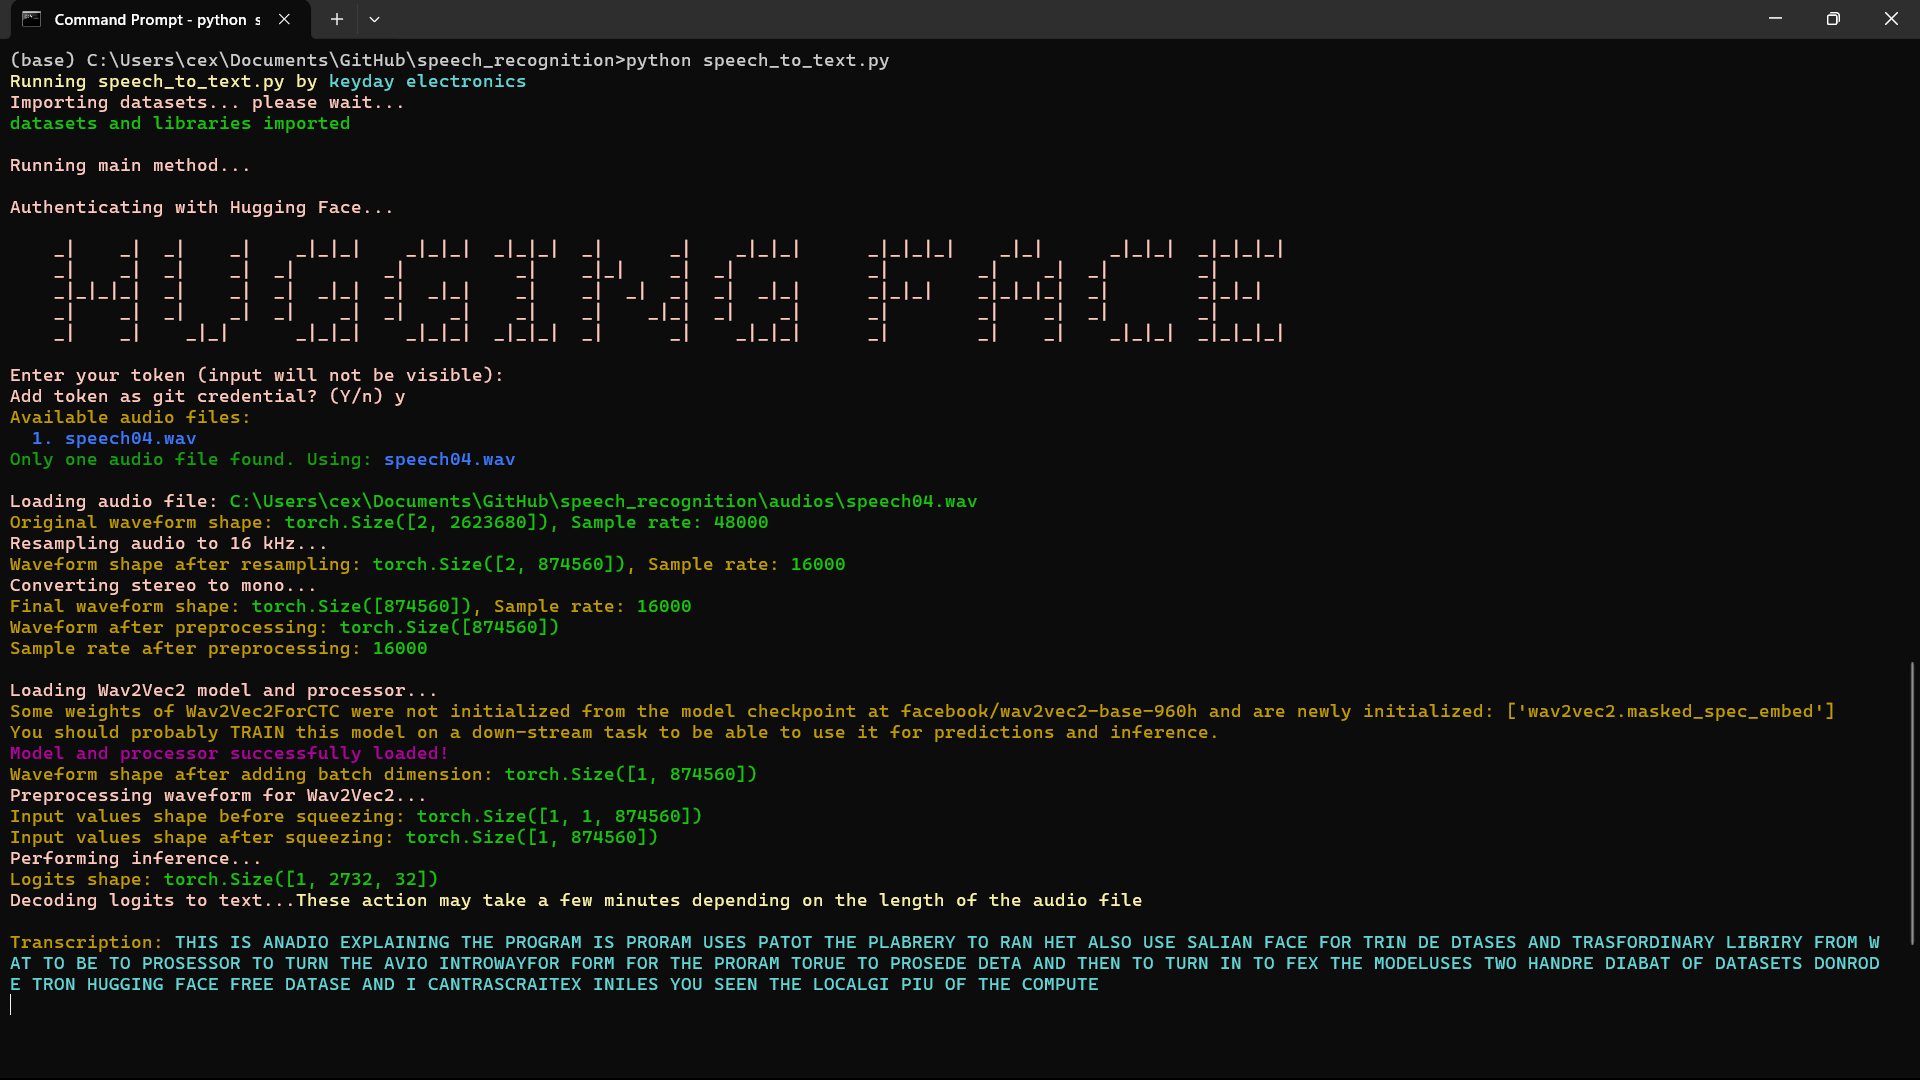 Command Prompt - python s
(base) C:\Users\cex\Documents\GitHub\speech_recognition>python speech_to_text.py
Running speech_to_text.py by keyday electronics
Importing datasets... please wait...
datasets and libraries imported
Running main method...
Authenticating with Hugging Face...
HUGGING FACE
Enter your token (input will not be visible):
Add token as git credential? (Y/n) y
Available audio files:
1. speech04.wav
Only one audio file found. Using: speech04.wav
Loading audio file: C:\Users\cex\Documents\GitHub\speech_recognition\audios\speech04.wav
Original waveform shape: torch.Size([2, 2623680]), Sample rate: 48000
Resampling audio to 16 kHz...
Waveform shape after resampling: torch.Size([2, 874560]), Sample rate: 16000
Converting stereo to mono...
Final waveform shape: torch.Size([874560]), Sample rate: 16000
Waveform after preprocessing: torch.Size([874560])
Sample rate after preprocessing: 16000
Loading Wav2Vec2 model and processor...
Some weights of Wav2Vec2ForCTC were not initialized from the model checkpoint at facebook/wav2vec2-base-960h and are newly initialized: ['wav2vec2.masked_spec_embed']
You should probably TRAIN this model on a down-stream task to be able to use it for predictions and inference.
Model and processor successfully loaded!
Waveform shape after adding batch dimension: torch.Size([1, 874560])
Preprocessing waveform for Wav2Vec2...
Input values shape before squeezing: torch.Size([1, 1, 874560])
Input values shape after squeezing: torch.Size([1, 874560])
Performing inference...
Logits shape: torch.Size([1, 2732, 32])
Decoding logits to text...These action may take a few minutes depending on the length of the audio file
Transcription: THIS IS ANADIO EXPLAINING THE PROGRAM IS PRORAM USES PATOT THE PLABRERY TO RAN HET ALSO USE SALIAN FACE FOR TRIN DE DTASES AND TRASFORDINARY LIBRIRY FROM W
AT TO BE TO PROSESSOR TO TURN THE AVIO INTROWAYFOR FORM FOR THE PRORAM TORUE TO PROSEDE DETA AND THEN TO TURN IN TO FEX THE MODELUSES TWO HANDRE DIABAT OF DATASETS DONROD
E TRON HUGGING FACE FREE DATASE AND I CANTRASCRAITEX INILES YOU SEEN THE LOCALGI PIU OF THE COMPUTE